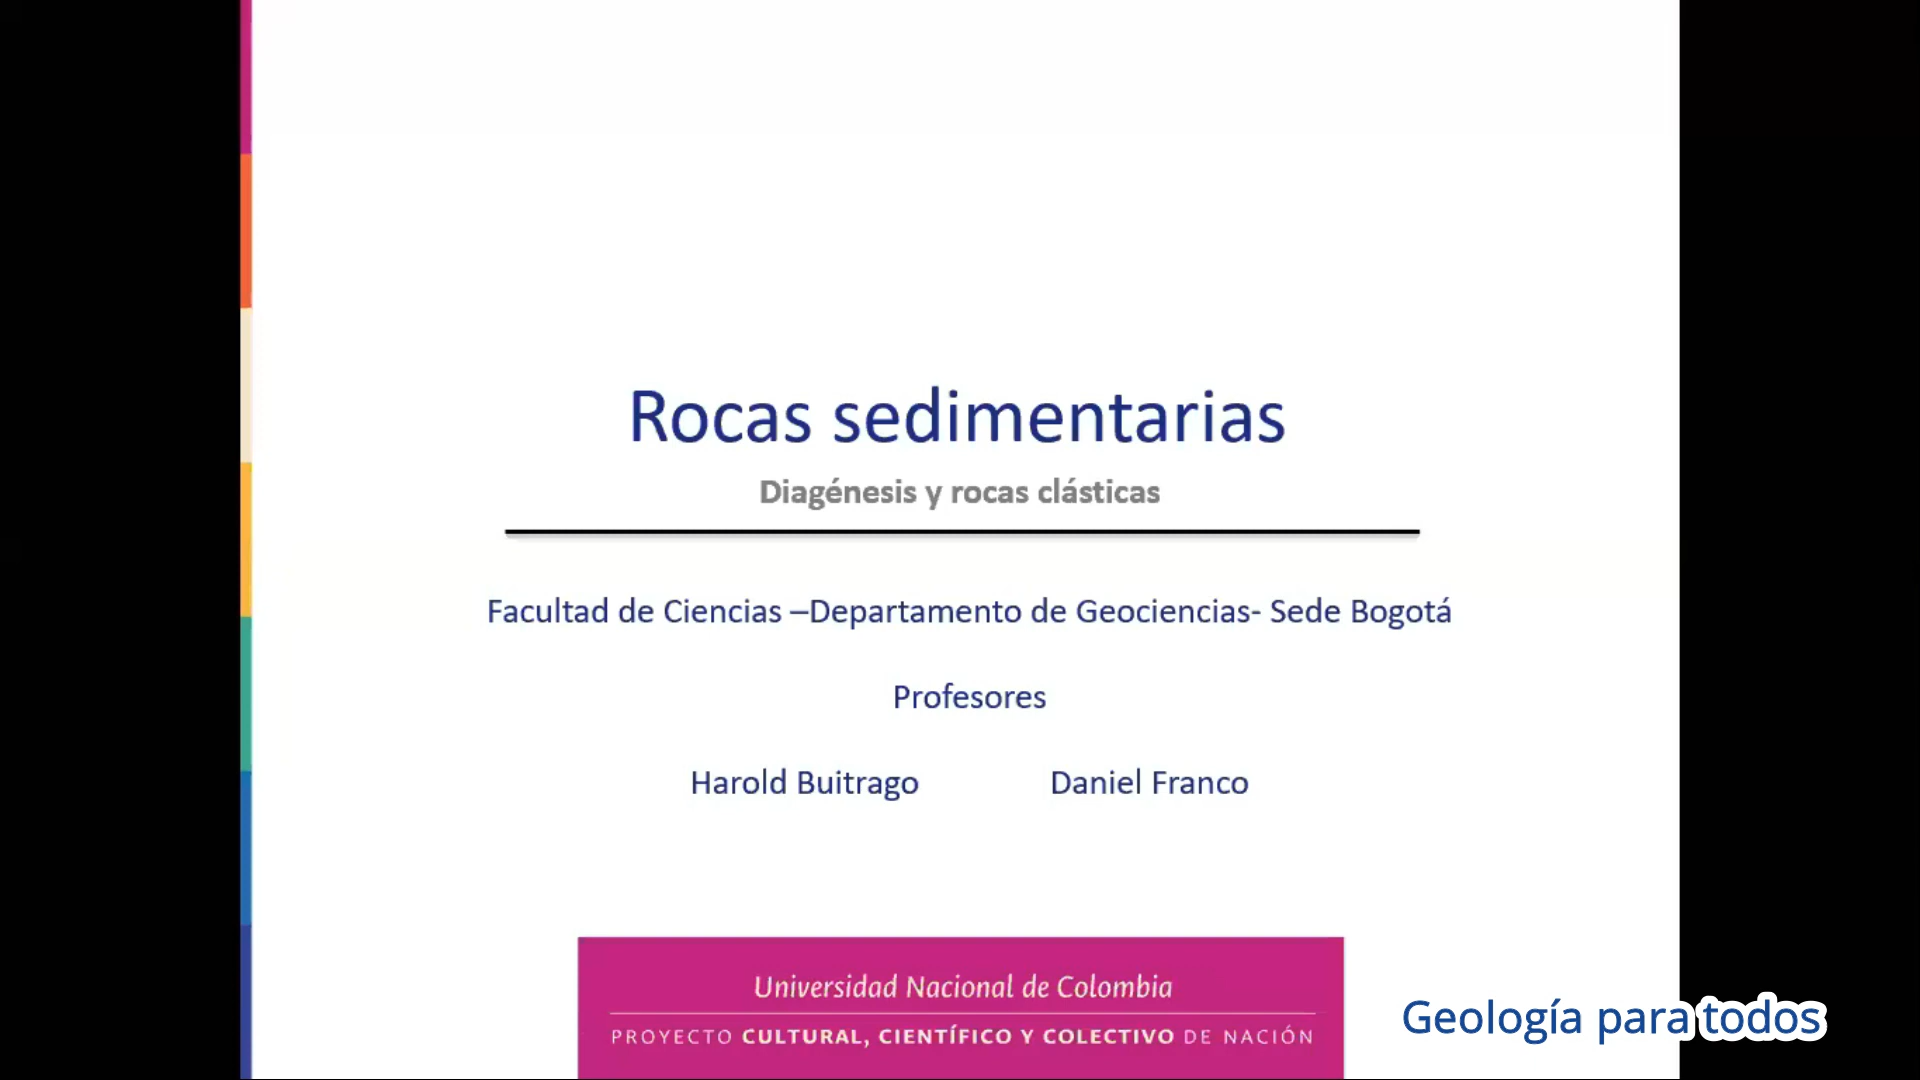 Rocas sedimentarias
Diagénesis y rocas clásticas
Facultad de Ciencias –Departamento de Geociencias- Sede Bogotá
Profesores
Harold Buitrago Daniel Franco
Universidad Nacional de Colombia
PROYECTO CULTURAL, CIENTÍFICO Y COLECTIVO DE NACIÓN
Geología para todos